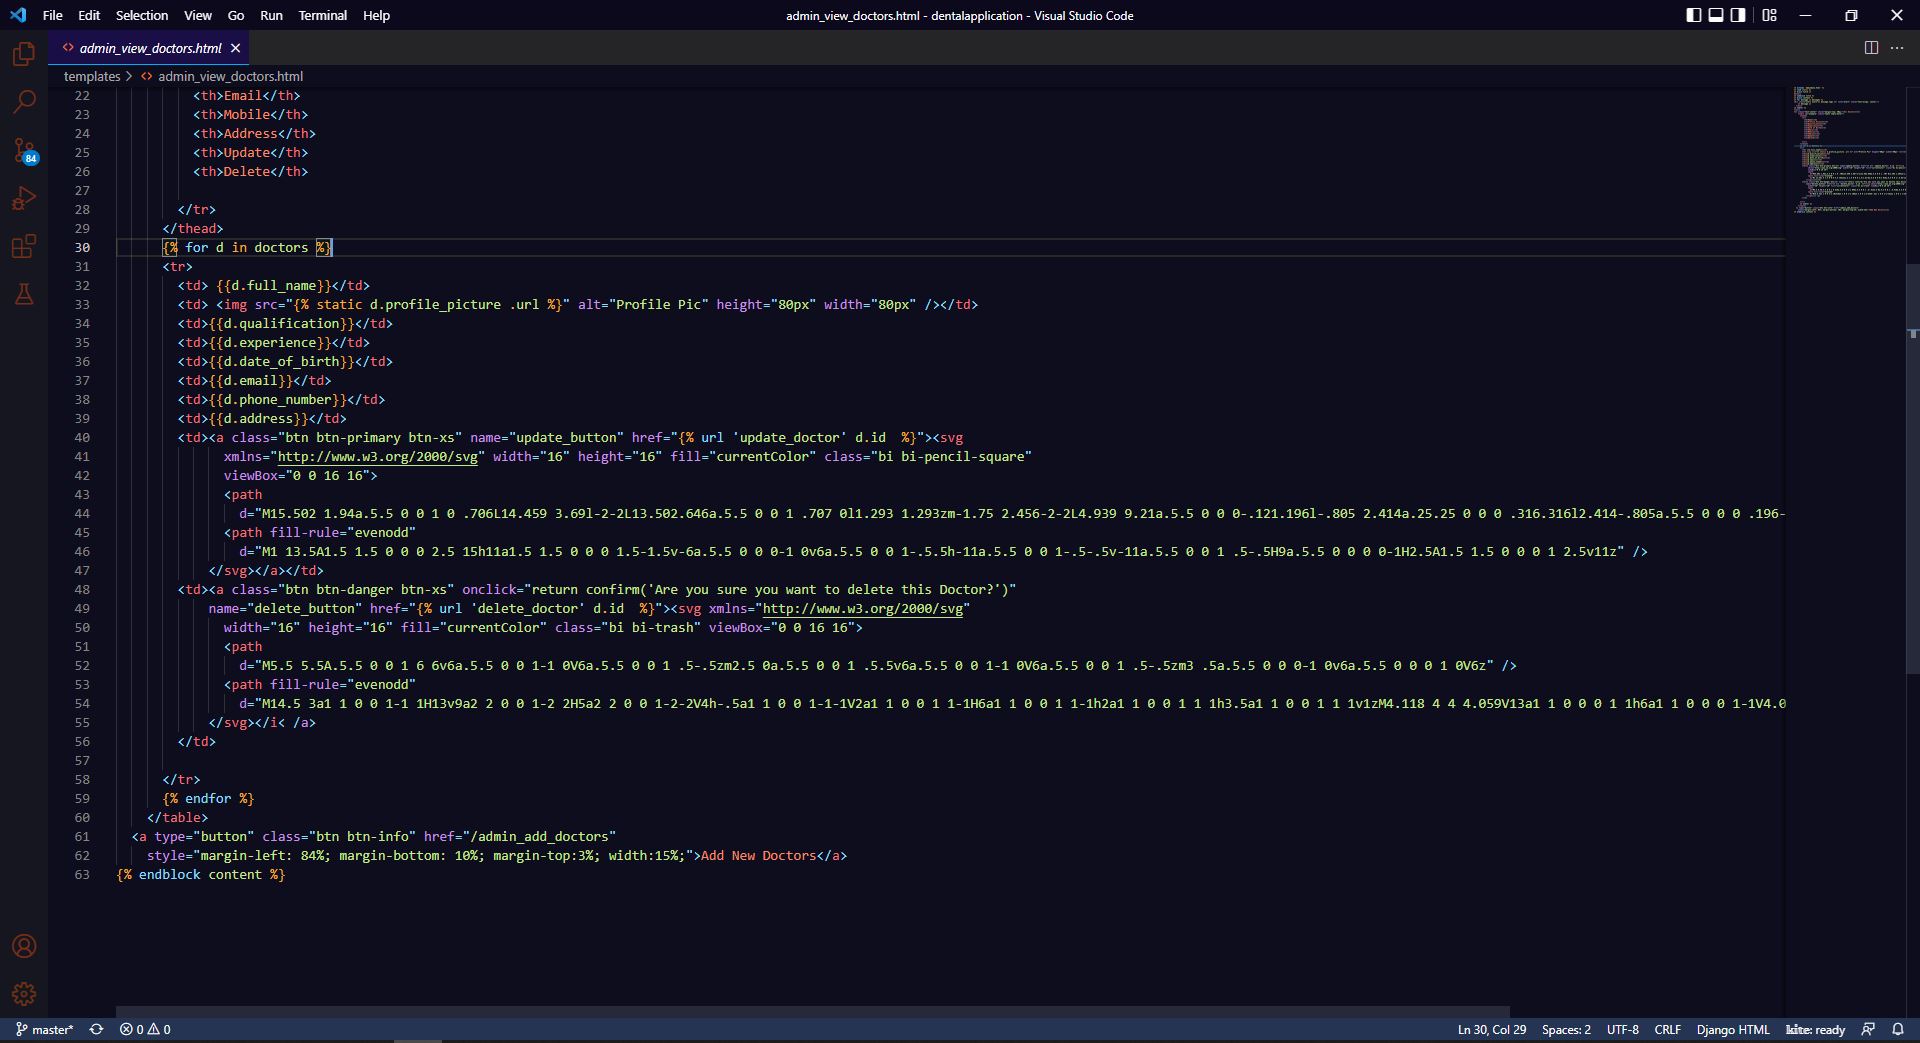 File Edit Selection View Go Run Terminal Help
admin_view_doctors.html - dentalapplication - Visual Studio Code
<> admin_view_doctors.html ×
templates > <> admin_view_doctors.html
84
22 <th>Email</th>
23 <th>Mobile</th>
24 <th>Address</th>
25 <th>Update</th>
26 <th>Delete</th>
27
28 </tr>
29 </thead>
30 {% for d in doctors %}
31 <tr>
32 <td> {{d.full_name}}</td>
33 <td> <img src="{% static d.profile_picture .url %}" alt="Profile Pic" height="80px" width="80px" /></td>
34 <td>{{d.qualification}}</td>
35 <td>{{d.experience}}</td>
36 <td>{{d.date_of_birth}}</td>
37 <td>{{d.email}}</td>
38 <td>{{d.phone_number}}</td>
39 <td>{{d.address}}</td>
40 <td><a class="btn btn-primary btn-xs" name="update_button" href="{% url 'update_doctor' d.id  %}"><svg
41 xmlns="http://www.w3.org/2000/svg" width="16" height="16" fill="currentColor" class="bi bi-pencil-square"
42 viewBox="0 0 16 16">
43 <path
44 d="M15.502 1.94a.5.5 0 0 1 0 .706L14.459 3.69l-2-2L13.502.646a.5.5 0 0 1 .707 0l1.293 1.293zm-1.75 2.456-2-2L4.939 9.21a.5.5 0 0 0-.121.196l-.805 2.414a.25.25 0 0 0 .316.316l2.414-.805a.5.5 0 0 0 .196-
45 <path fill-rule="evenodd"
46 d="M1 13.5A1.5 1.5 0 0 0 2.5 15h11a1.5 1.5 0 0 0 1.5-1.5v-6a.5.5 0 0 0-1 0v6a.5.5 0 0 1-.5.5h-11a.5.5 0 0 1-.5-.5v-11a.5.5 0 0 1 .5-.5H9a.5.5 0 0 0 0-1H2.5A1.5 1.5 0 0 0 1 2.5v11z" />
47 </svg></a></td>
48 <td><a class="btn btn-danger btn-xs" onclick="return confirm('Are you sure you want to delete this Doctor?')"
49 name="delete_button" href="{% url 'delete_doctor' d.id  %}"><svg xmlns="http://www.w3.org/2000/svg"
50 width="16" height="16" fill="currentColor" class="bi bi-trash" viewBox="0 0 16 16">
51 <path
52 d="M5.5 5.5A.5.5 0 0 1 6 6v6a.5.5 0 0 1-1 0V6a.5.5 0 0 1 .5-.5zm2.5 0a.5.5 0 0 1 .5.5v6a.5.5 0 0 1-1 0V6a.5.5 0 0 1 .5-.5zm3 .5a.5.5 0 0 0-1 0v6a.5.5 0 0 0 1 0V6z" />
53 <path fill-rule="evenodd"
54 d="M14.5 3a1 1 0 0 1-1 1H13v9a2 2 0 0 1-2 2H5a2 2 0 0 1-2-2V4h-.5a1 1 0 0 1-1-1V2a1 1 0 0 1 1-1H6a1 1 0 0 1 1-1h2a1 1 0 0 1 1 1h3.5a1 1 0 0 1 1 1v1zM4.118 4 4 4.059V13a1 1 0 0 0 1 1h6a1 1 0 0 0 1-1V4.0
55 </svg></i< /a>
56 </td>
57
58 </tr>
59 {% endfor %}
60 </table>
61 <a type="button" class="btn btn-info" href="/admin_add_doctors"
62 style="margin-left: 84%; margin-bottom: 10%; margin-top:3%; width:15%;">Add New Doctors</a>
63 {% endblock content %}
master* 0 0 Ln 30, Col 29 Spaces: 2 UTF-8 CRLF Django HTML kite: ready